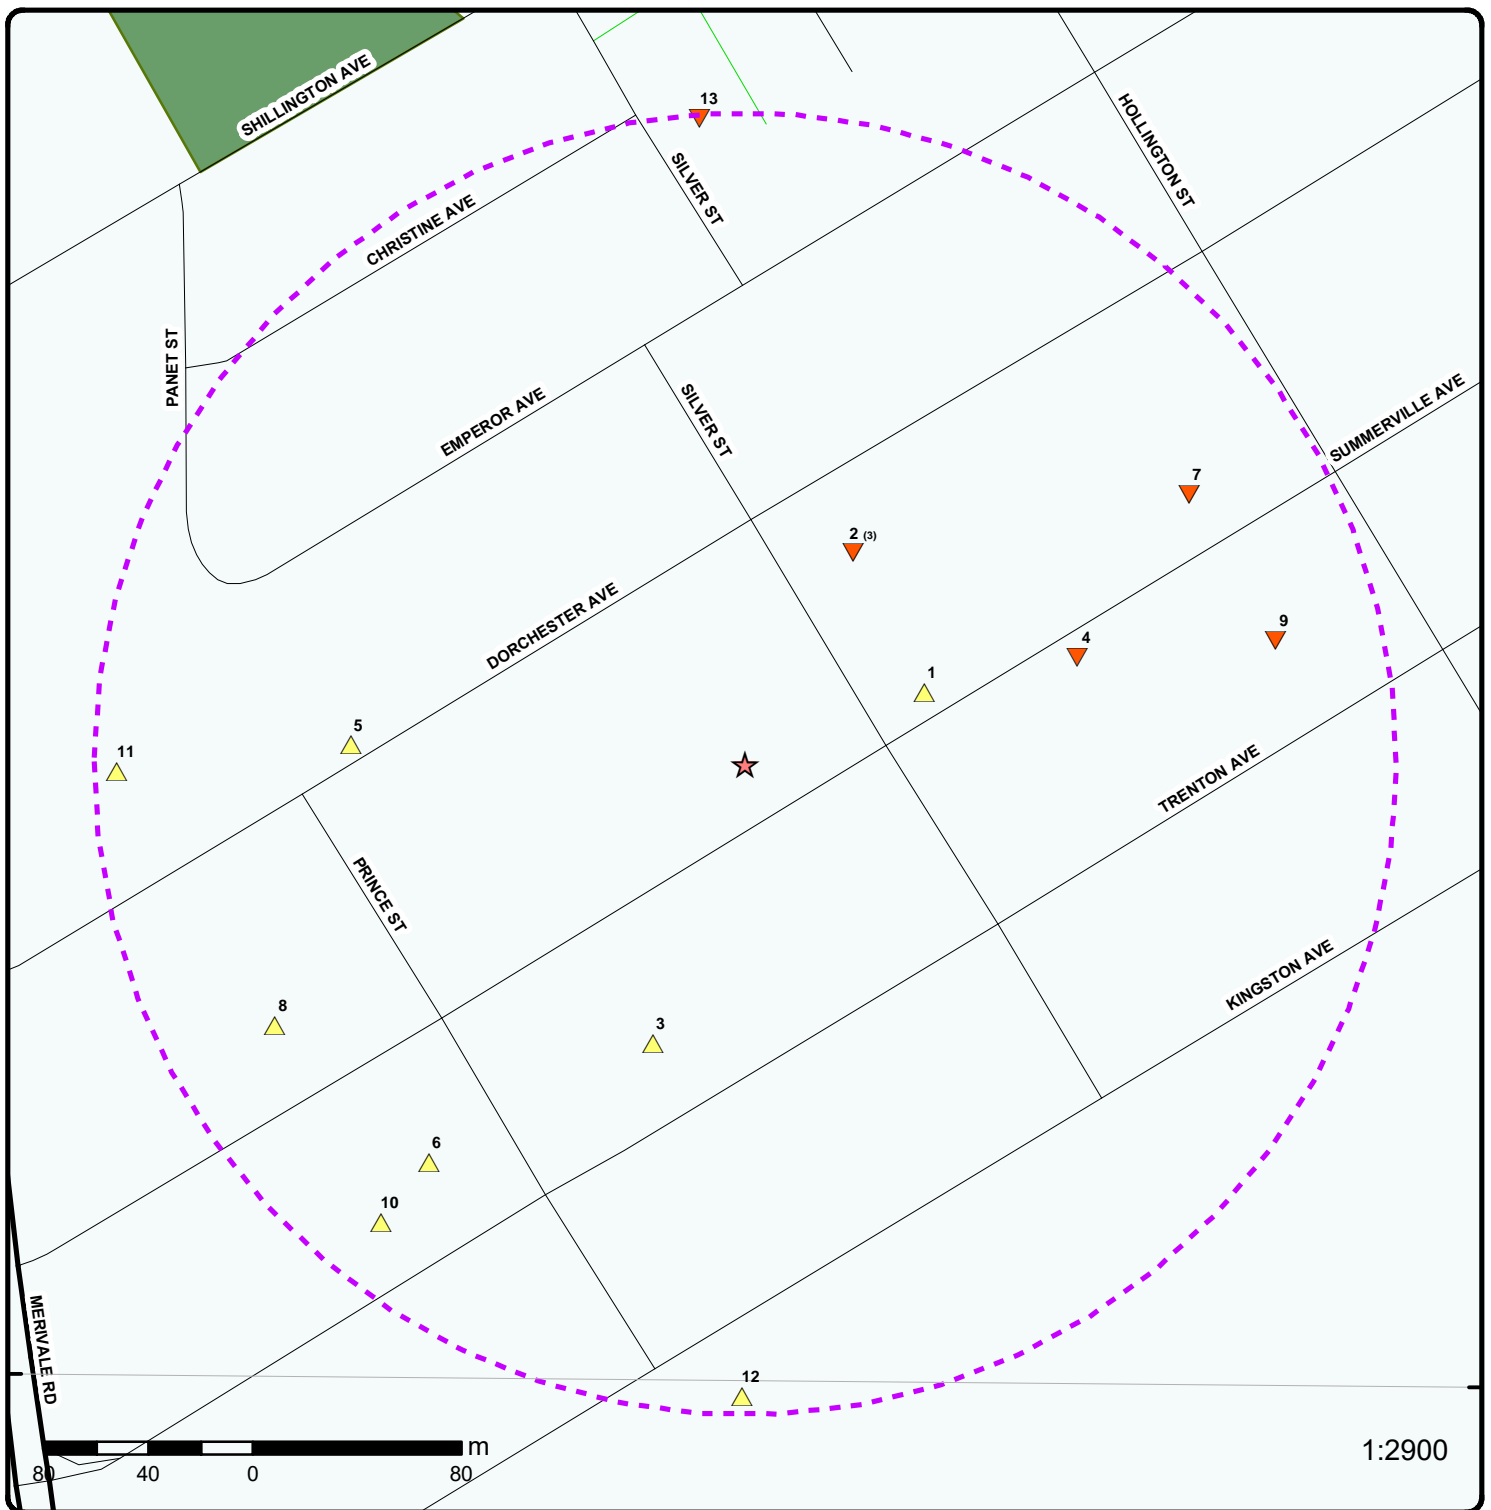 SHILLINGTON AVE
13
HOLLINGTON ST
SILVER ST
CHRISTINE AVE
PANET ST
EMPEROR AVE
SILVER ST
SUMMERVILLE AVE
7
2 (3)
DORCHESTER AVE
9
4
1
5
11
TRENTON AVE
PRINCE ST
KINGSTON AVE
8
3
6
10
MERIVALE RD
12
m
1:2900
80 40 0 80